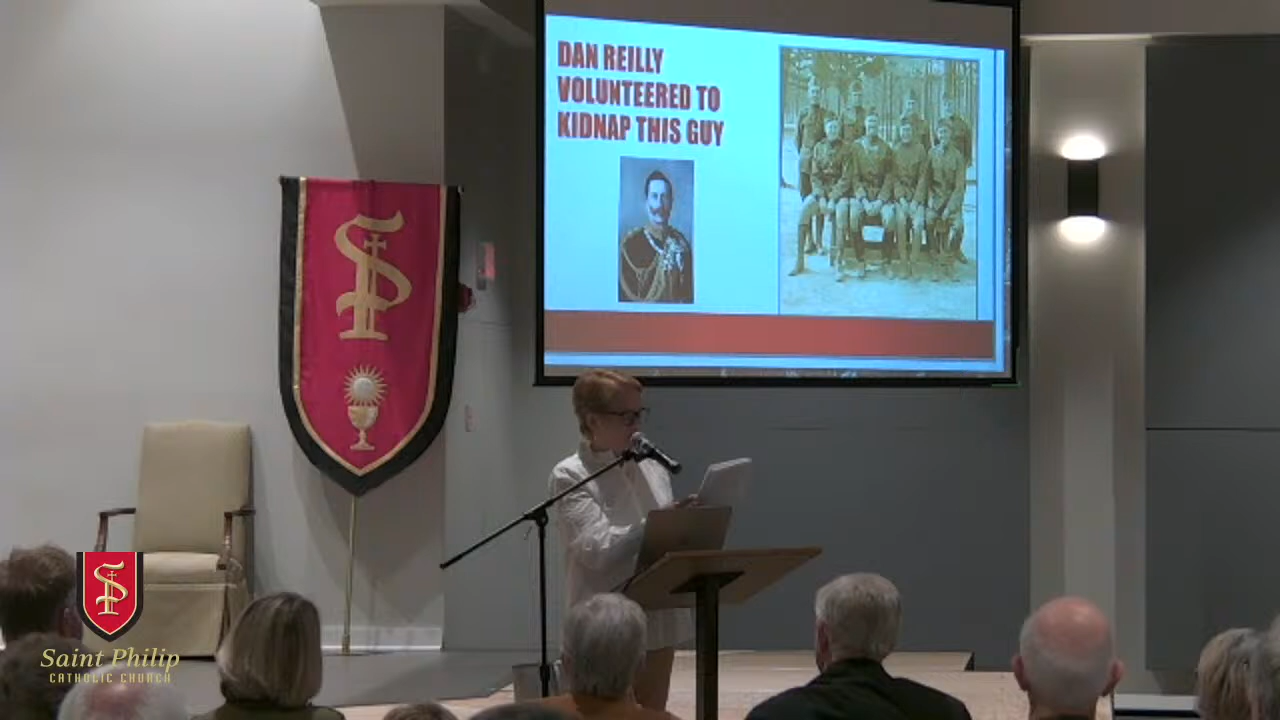 DAN REILLY
VOLUNTEERED TO
KIDNAP THIS GUY
Saint Philip
CATHOLIC CHURCH